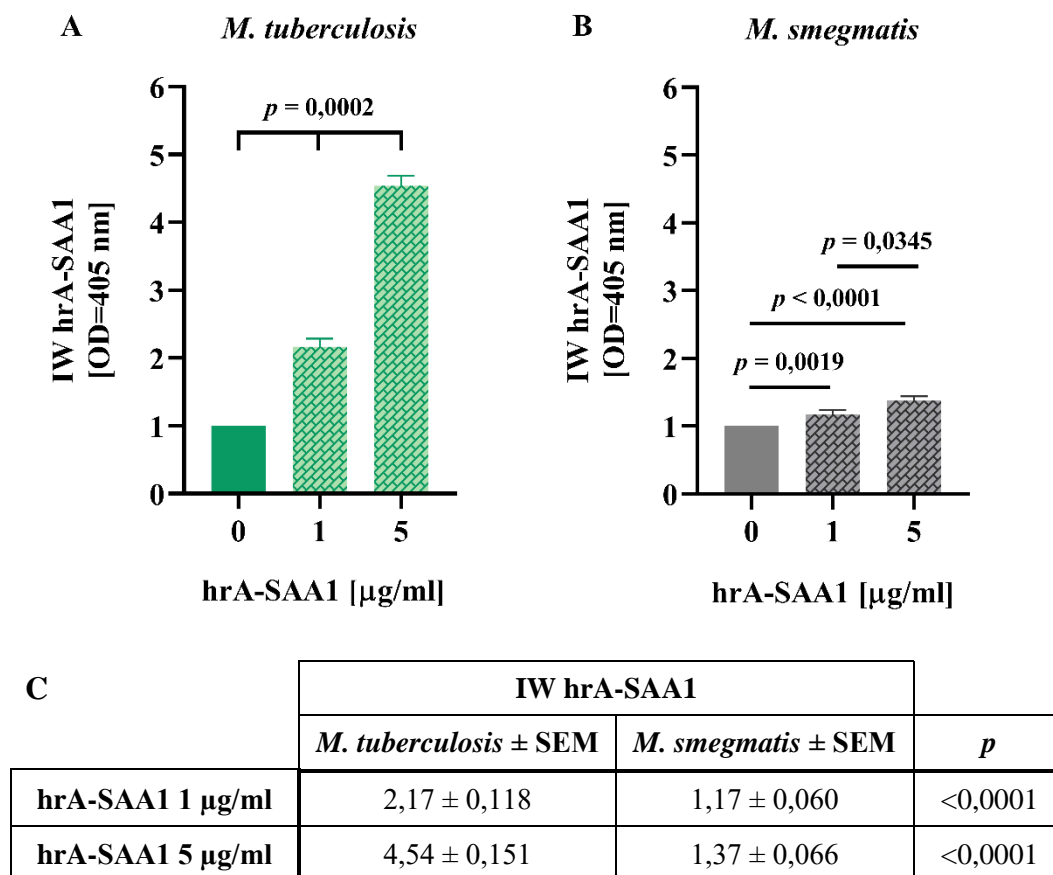 A M. tuberculosis
B M. smegmatis
IW hrA-SAA1
[OD=405 nm]
6
5
4
3
2
1
0
p = 0,0002
0 1 5
hrA-SAA1 [µg/ml]
IW hrA-SAA1
[OD=405 nm]
6
5
4
3
2
1
0
p = 0,0345
p < 0,0001
p = 0,0019
0 1 5
hrA-SAA1 [µg/ml]
C
IW hrA-SAA1
M. tuberculosis ± SEM M. smegmatis ± SEM p
hrA-SAA1 1 µg/ml 2,17 ± 0,118 1,17 ± 0,060 <0,0001
hrA-SAA1 5 µg/ml 4,54 ± 0,151 1,37 ± 0,066 <0,0001